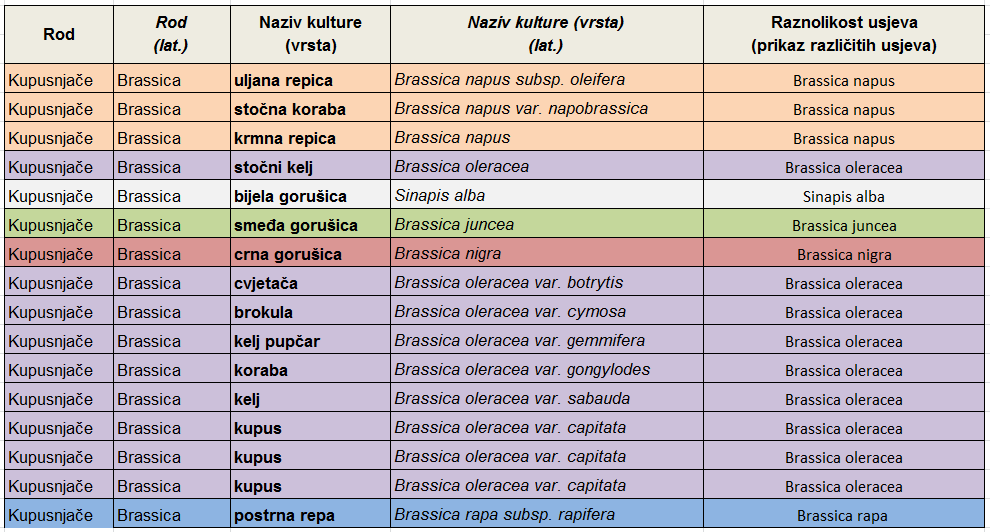 Rod | Rod (lat.) | Naziv kulture (vrsta) | Naziv kulture (vrsta) (lat.) | Raznolikost usjeva (prikaz različitih usjeva)
Kupusnjače | Brassica | uljana repica | Brassica napus subsp. oleifera | Brassica napus
Kupusnjače | Brassica | stočna koraba | Brassica napus var. napobrassica | Brassica napus
Kupusnjače | Brassica | krmna repica | Brassica napus | Brassica napus
Kupusnjače | Brassica | stočni kelj | Brassica oleracea | Brassica oleracea
Kupusnjače | Brassica | bijela gorušica | Sinapis alba | Sinapis alba
Kupusnjače | Brassica | smeđa gorušica | Brassica juncea | Brassica juncea
Kupusnjače | Brassica | crna gorušica | Brassica nigra | Brassica nigra
Kupusnjače | Brassica | cvjetača | Brassica oleracea var. botrytis | Brassica oleracea
Kupusnjače | Brassica | brokula | Brassica oleracea var. cymosa | Brassica oleracea
Kupusnjače | Brassica | kelj pupčar | Brassica oleracea var. gemmifera | Brassica oleracea
Kupusnjače | Brassica | koraba | Brassica oleracea var. gongylodes | Brassica oleracea
Kupusnjače | Brassica | kelj | Brassica oleracea var. sabauda | Brassica oleracea
Kupusnjače | Brassica | kupus | Brassica oleracea var. capitata | Brassica oleracea
Kupusnjače | Brassica | kupus | Brassica oleracea var. capitata | Brassica oleracea
Kupusnjače | Brassica | kupus | Brassica oleracea var. capitata | Brassica oleracea
Kupusnjače | Brassica | postrna repa | Brassica rapa subsp. rapifera | Brassica rapa